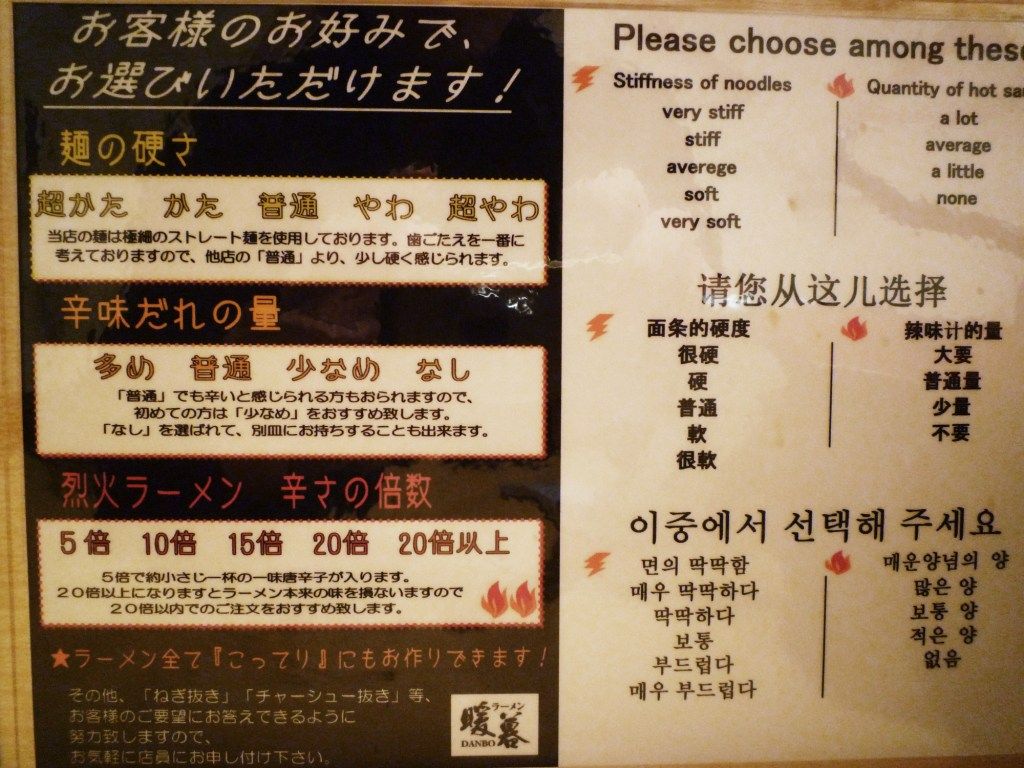 お客様のお好みで、
お選びいただけます！
麺の硬さ
超かた かた 普通 やわ 超やわ
当店の麺は極細のストレート麺を使用しております。歯ごたえを一番に
考えておりますので、他店の「普通」より、少し硬く感じられます。
辛味だれの量
多め 普通 少なめ なし
「普通」でも辛いと感じられる方もおられますので、
初めての方は「少なめ」をおすすめ致します。
「なし」を選ばれて、別皿にお持ちすることも出来ます。
烈火ラーメン 辛さの倍数
5倍 10倍 15倍 20倍 20倍以上
5倍で約小さじ一杯の一味唐辛子が入ります。
20倍以上になりますとラーメン本来の味を損ないますので
20倍以内でのご注文をおすすめ致します。
★ラーメン全て『こってり』にもお作りできます！
その他、「ねぎ抜き」「チャーシュー抜き」等、
お客様のご要望にお答えできるように
努力致しますので、
お気軽に店員にお申し付け下さい。
ラーメン
暖暮
DANBO
Please choose among these
Stiffness of noodles
very stiff
stiff
averege
soft
very soft
Quantity of hot
a lot
average
a little
none
请您从这儿选择
面条的硬度
很硬
硬
普通
軟
很軟
辣味计的量
大要
普通量
少量
不要
이중에서 선택해 주세요
면의 딱딱함
매우 딱딱하다
딱딱하다
보통
부드럽다
매우 부드럽다
매운양념의 양
많은 양
보통 양
적은 양
없음